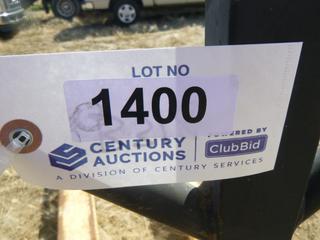 LOT NO
1400
CENTURY AUCTIONS
POWERED BY
ClubBid
A DIVISION OF CENTURY SERVICES